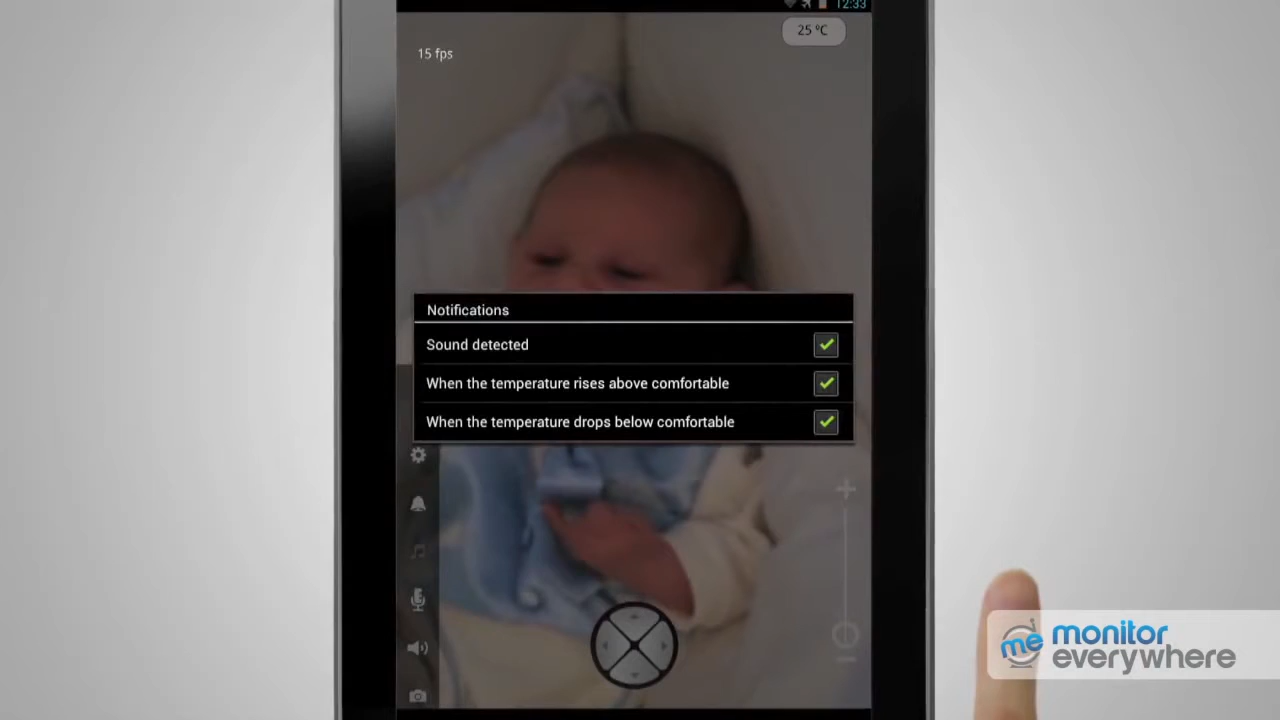 12:33
25 °C
15 fps
Notifications
Sound detected
When the temperature rises above comfortable
When the temperature drops below comfortable
me monitor
everywhere